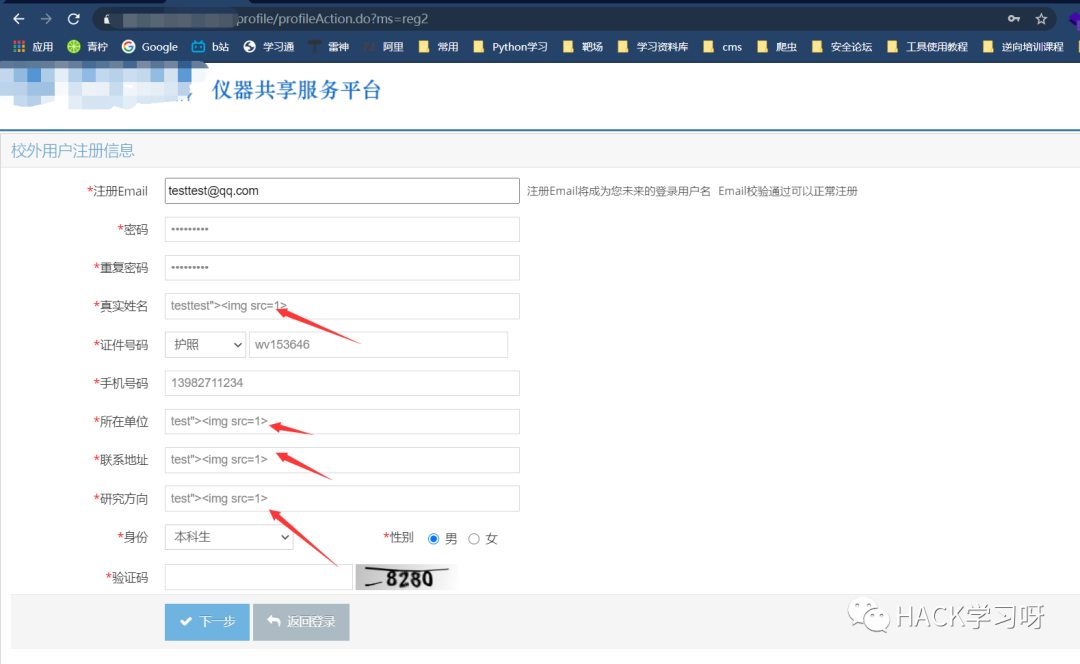 profile/profileAction.do?ms=reg2
应用 青柠 Google b站 学习通 雷神 阿里 常用 Python学习 靶场 学习资料库 cms 爬虫 安全论坛 工具使用教程 逆向培训课程
仪器共享服务平台
校外用户注册信息
*注册Email testtest@qq.com 注册Email将成为您未来的登录用户名 Email校验通过可以正常注册
*密码 •••••••••
*重复密码 •••••••••
*真实姓名 testtest"><img src=1>
*证件号码 护照 wv153646
*手机号码 13982711234
*所在单位 test"><img src=1>
*联系地址 test"><img src=1>
*研究方向 test"><img src=1>
*身份 本科生 *性别 男 女
*验证码 8280
下一步 返回登录
HACK学习呀